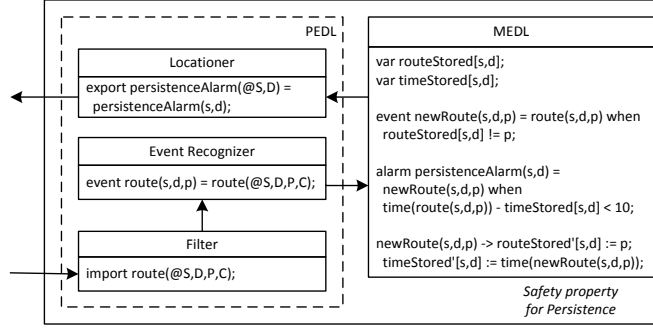 PEDL
Locationer
export persistenceAlarm(@S,D) =
persistenceAlarm(s,d);
Event Recognizer
event route(s,d,p) = route(@S,D,P,C);
Filter
import route(@S,D,P,C);
MEDL
var routeStored[s,d];
var timeStored[s,d];
event newRoute(s,d,p) = route(s,d,p) when
routeStored[s,d] != p;
alarm persistenceAlarm(s,d) =
newRoute(s,d,p) when
time(route(s,d,p)) - timeStored[s,d] < 10;
newRoute(s,d,p) -> routeStored'[s,d] := p;
timeStored'[s,d] := time(newRoute(s,d,p));
Safety property
for Persistence